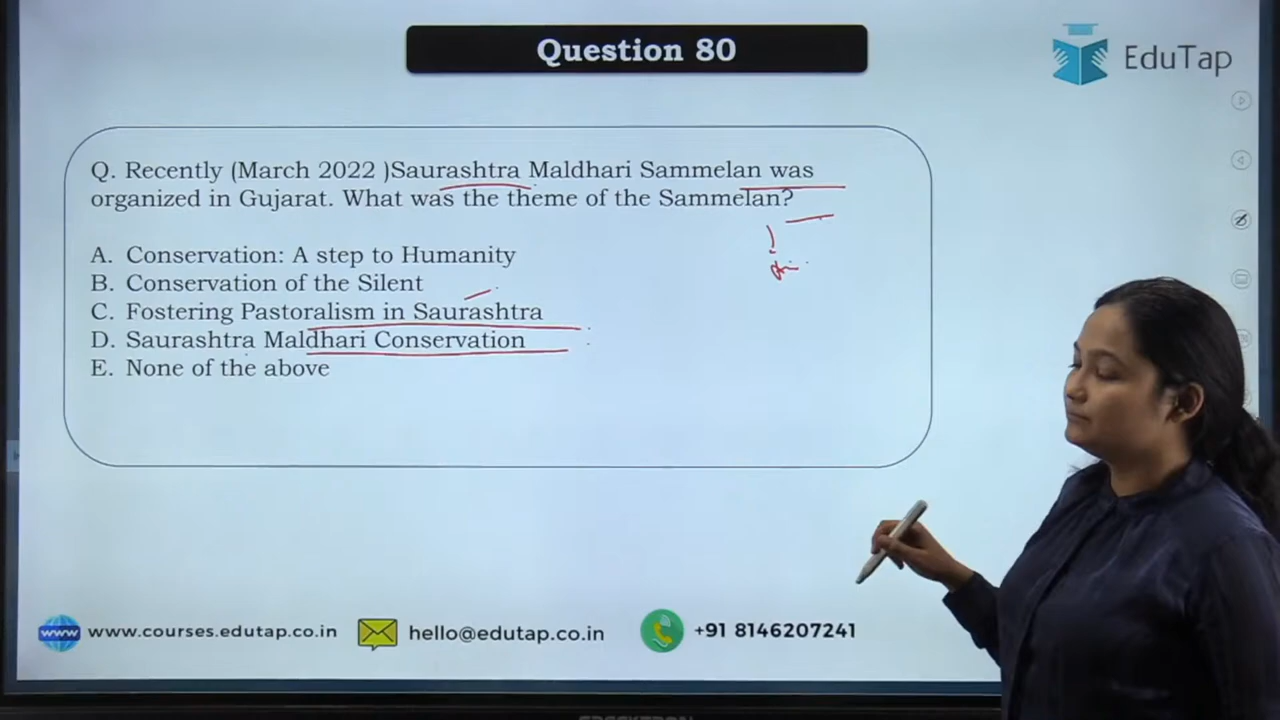 Question 80
EduTap
Q. Recently (March 2022 )Saurashtra Maldhari Sammelan was
organized in Gujarat. What was the theme of the Sammelan?
A. Conservation: A step to Humanity
B. Conservation of the Silent
C. Fostering Pastoralism in Saurashtra
D. Saurashtra Maldhari Conservation
E. None of the above
www
www.courses.edutap.co.in
hello@edutap.co.in
+91 8146207241